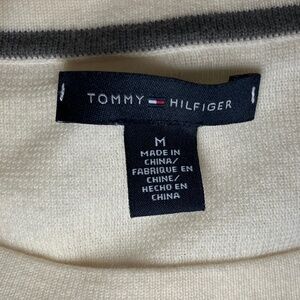 TOMMY HILFIGER
M
MADE IN
CHINA/
FABRIQUE EN
CHINE/
HECHO EN
CHINA